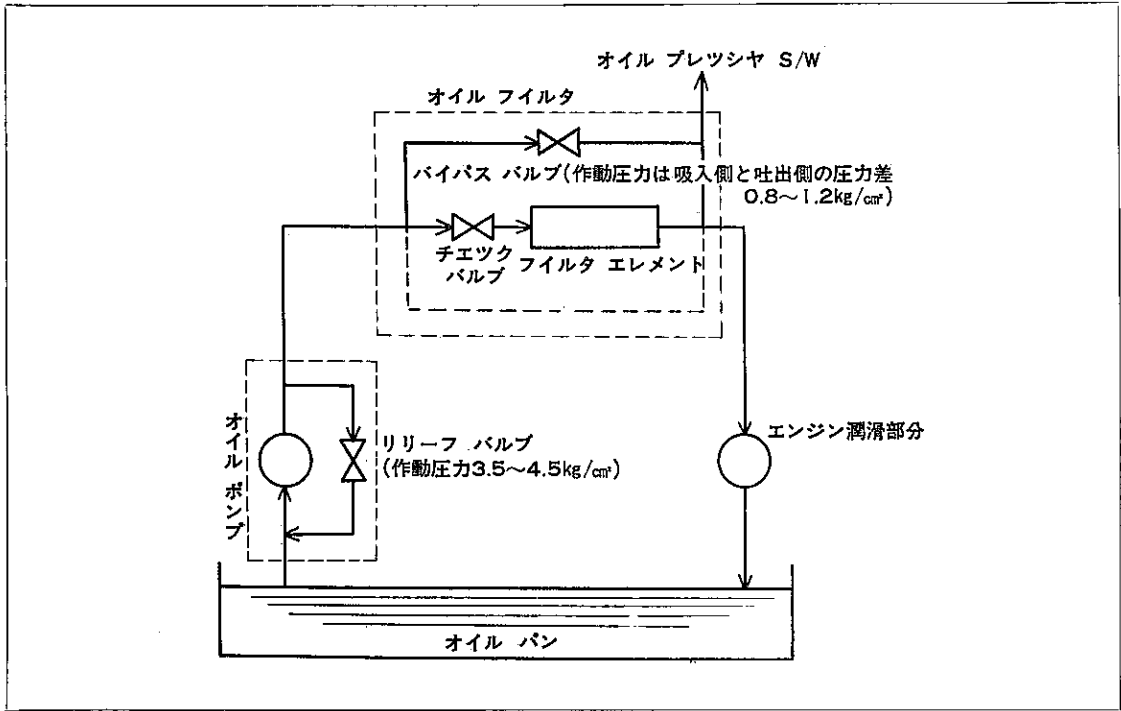 オイル プレツシヤ S/W
オイル フイルタ
バイパス バルブ(作動圧力は吸入側と吐出側の圧力差
0.8～1.2kg/c㎡)
チエツク
バルブ
フイルタ エレメント
オイル ポンプ
リリーフ バルブ
(作動圧力3.5～4.5kg/c㎡)
エンジン潤滑部分
オイル パン